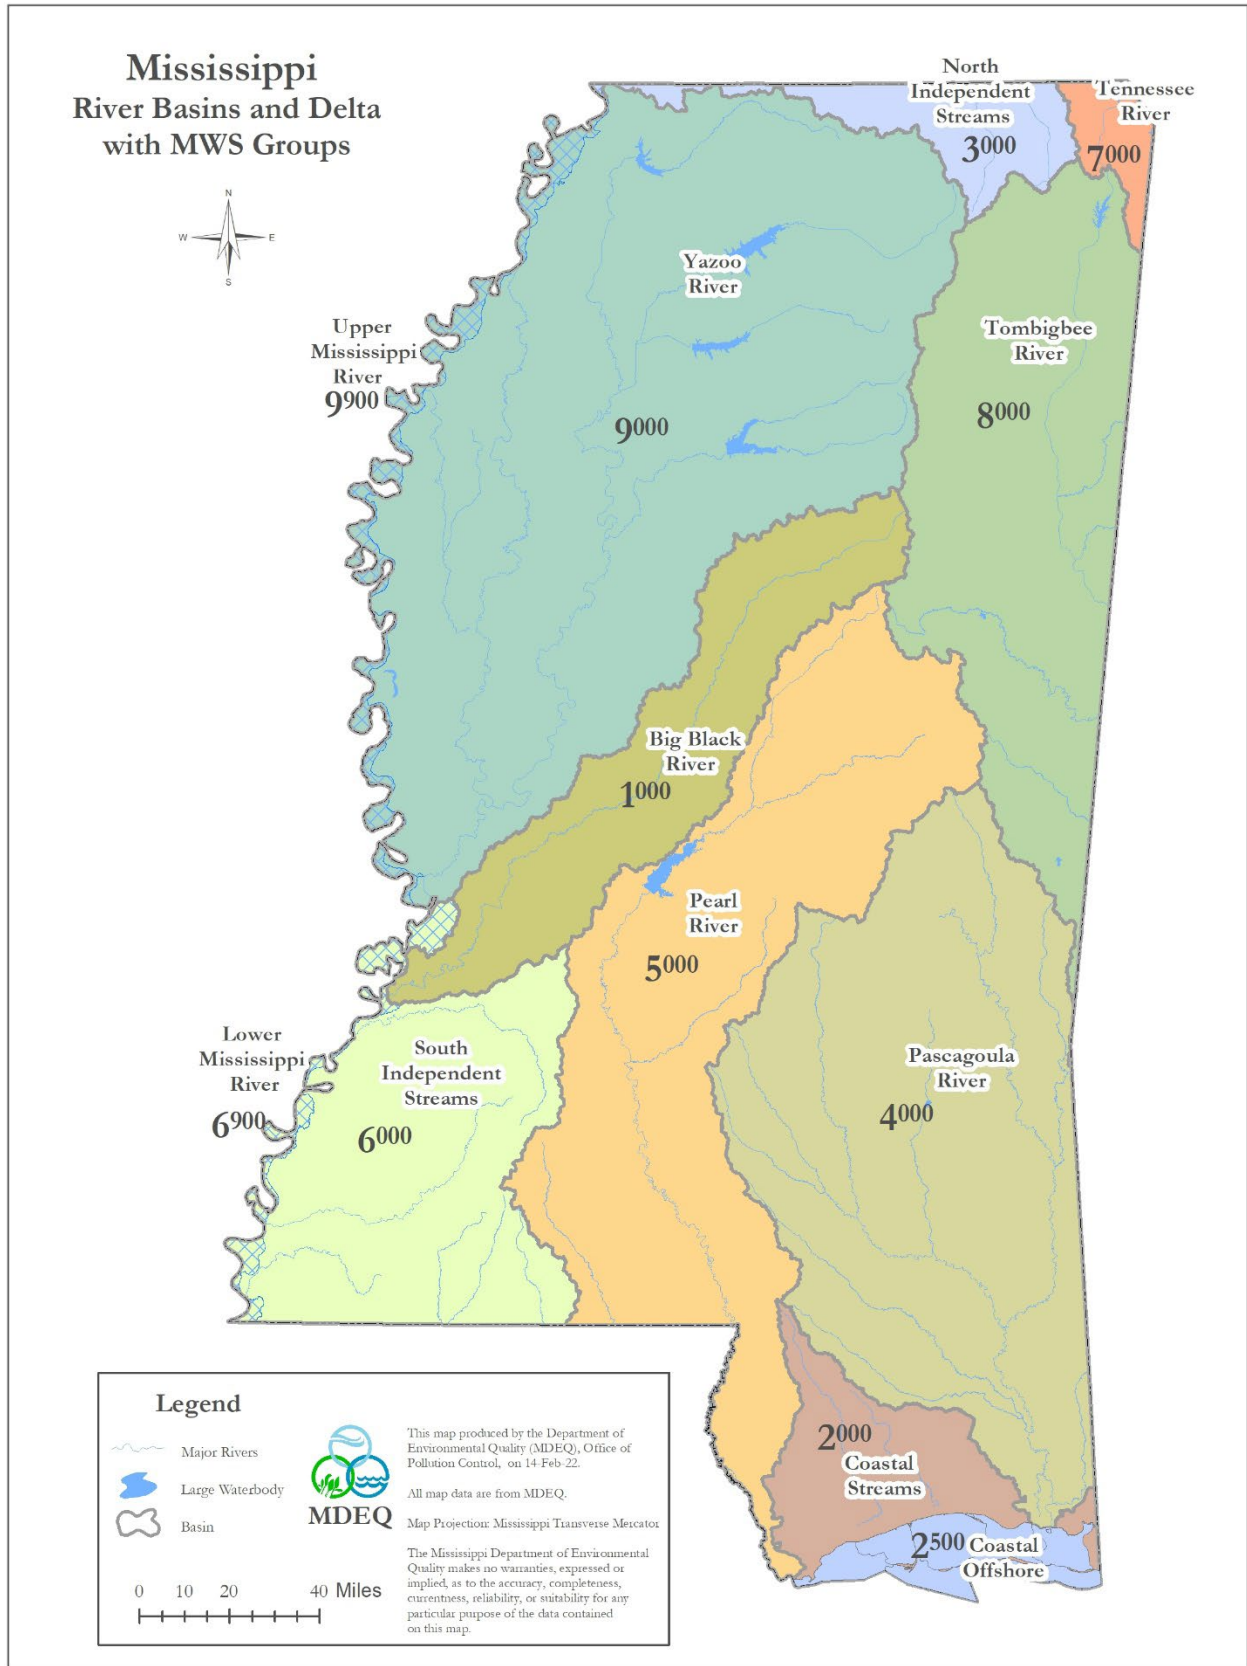 Mississippi
River Basins and Delta
with MWS Groups
N
W
E
S
North
Independent
Streams
3000
Tennessee
River
7000
Yazoo
River
9000
Upper
Mississippi
River
9900
Tombigbee
River
8000
Big Black
River
1000
Pearl
River
5000
Lower
Mississippi
River
6900
South
Independent
Streams
6000
Pascagoula
River
4000
2000
Coastal
Streams
2500
Coastal
Offshore
Legend
Major Rivers
Large Waterbody
Basin
0 10 20 40 Miles
MDEQ
This map produced by the Department of
Environmental Quality (MDEQ), Office of
Pollution Control, on 14-Feb-22.
All map data are from MDEQ.
Map Projection: Mississippi Transverse Mercator
The Mississippi Department of Environmental
Quality makes no warranties, expressed or
implied, as to the accuracy, completeness,
currentness, reliability, or suitability for any
particular purpose of the data contained
on this map.